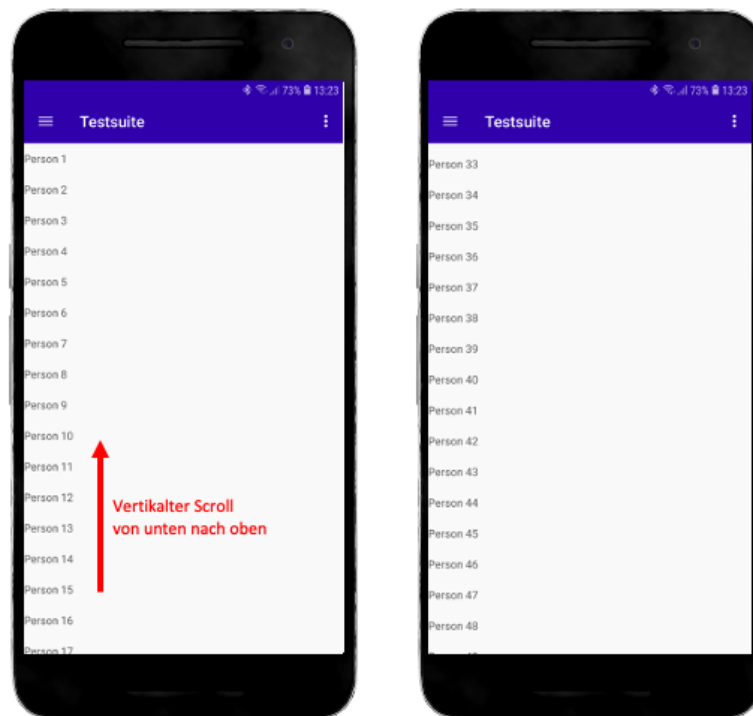 73% 13:23
Testsuite
Person 1
Person 2
Person 3
Person 4
Person 5
Person 6
Person 7
Person 8
Person 9
Person 10
Person 11
Person 12
Person 13
Person 14
Person 15
Person 16
Person 17
Vertikalter Scroll
von unten nach oben
73% 13:23
Testsuite
Person 33
Person 34
Person 35
Person 36
Person 37
Person 38
Person 39
Person 40
Person 41
Person 42
Person 43
Person 44
Person 45
Person 46
Person 47
Person 48